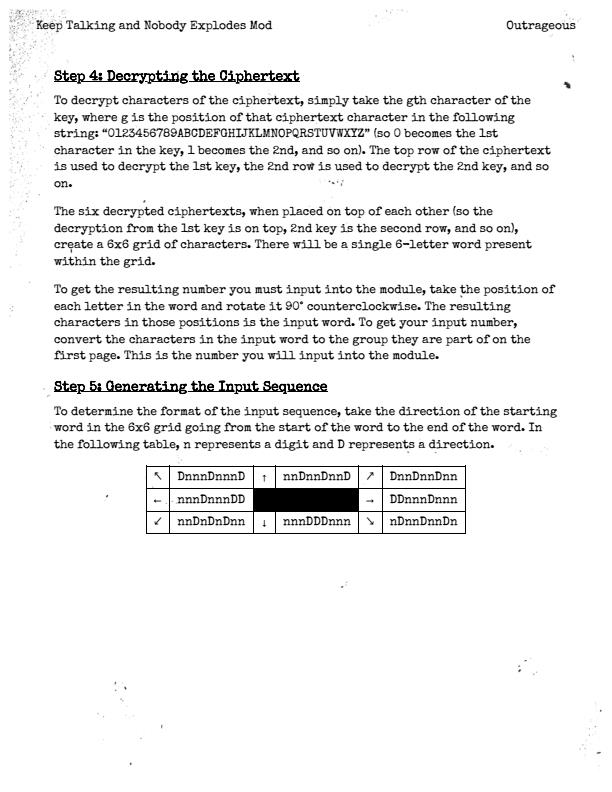 Keep Talking and Nobody Explodes Mod Outrageous
Step 4: Decrypting the Ciphertext
To decrypt characters of the ciphertext, simply take the gth character of the
key, where g is the position of that ciphertext character in the following
string: “0123456789ABCDEFGHIJKLMNOPQRSTUVWXYZ” (so 0 becomes the 1st
character in the key, 1 becomes the 2nd, and so on). The top row of the ciphertext
is used to decrypt the 1st key, the 2nd row is used to decrypt the 2nd key, and so
on.
The six decrypted ciphertexts, when placed on top of each other (so the
decryption from the 1st key is on top, 2nd key is the second row, and so on),
create a 6x6 grid of characters. There will be a single 6-letter word present
within the grid.
To get the resulting number you must input into the module, take the position of
each letter in the word and rotate it 90° counterclockwise. The resulting
characters in those positions is the input word. To get your input number,
convert the characters in the input word to the group they are part of on the
first page. This is the number you will input into the module.
Step 5: Generating the Input Sequence
To determine the format of the input sequence, take the direction of the starting
word in the 6x6 grid going from the start of the word to the end of the word. In
the following table, n represents a digit and D represents a direction.
↖ DnnnDnnnD ↑ nnDnnDnnD ↗ DnnDnnDnn
← nnnDnnnDD → DDnnnDnnn
↙ nnDnDnDnn ↓ nnnDDDnnn ↘ nDnnDnnDn